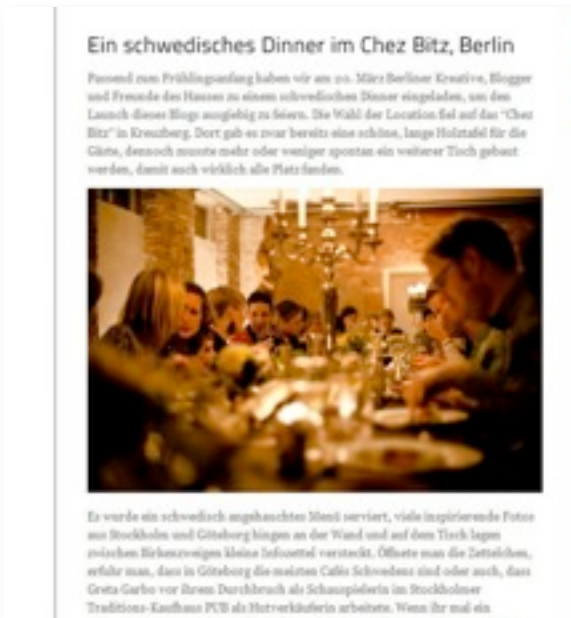 Ein schwedisches Dinner im Chez Bitz, Berlin
Passend zum Frühlingsanfang haben wir am 20. März Berliner Kreative, Blogger
und Freunde des Hauses zu einem schwedischen Dinner eingeladen, um den
Launch dieses Blogs ausgiebig zu feiern. Die Wahl der Location fiel auf das "Chez
Bitz" in Kreuzberg. Dort gab es zwar bereits eine schöne, lange Holztafel für die
Gäste, dennoch musste mehr oder weniger spontan ein weiterer Tisch gebaut
werden, damit auch wirklich alle Platz fanden.
Es wurde ein schwedisch angehauchtes Menü serviert, viele inspirierende Fotos
aus Stockholm und Göteborg hingen an der Wand und auf dem Tisch lagen
zwischen Birkenzweigen kleine Infozettel versteckt. Öffnete man die Zettelchen,
erfuhr man, dass in Göteborg die meisten Cafés Schwedens sind oder auch, dass
Greta Garbo vor ihrem Durchbruch als Schauspielerin im Stockholmer
Traditions-Kaufhaus PUB als Hutverkäuferin arbeitete. Wenn ihr mal ein